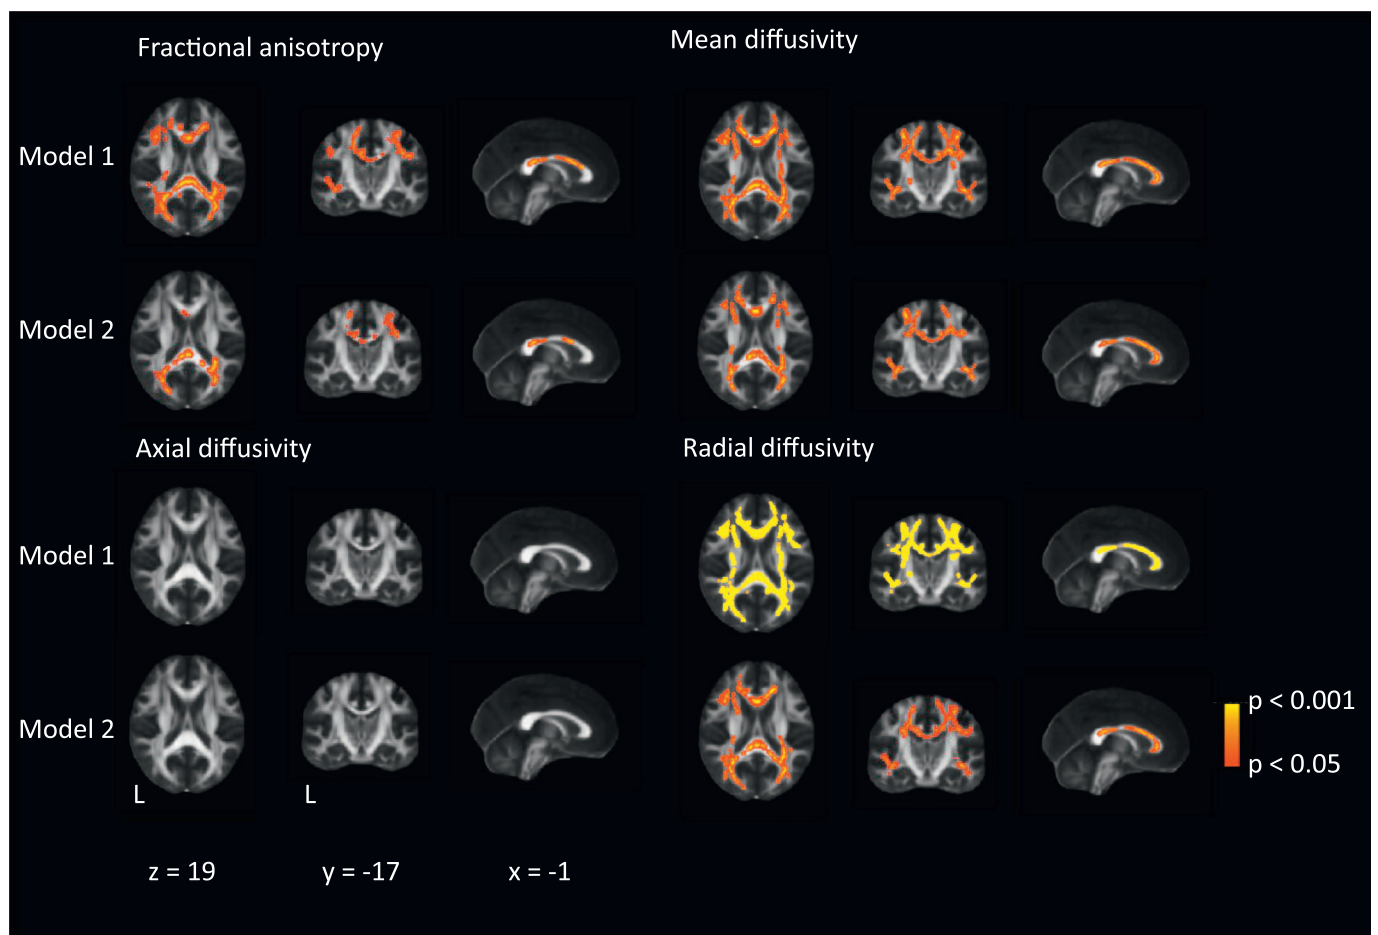 Fractional anisotropy
Mean diffusivity
Model 1
Model 2
Axial diffusivity
Radial diffusivity
Model 1
Model 2
p < 0.001
p < 0.05
L
L
z = 19
y = -17
x = -1